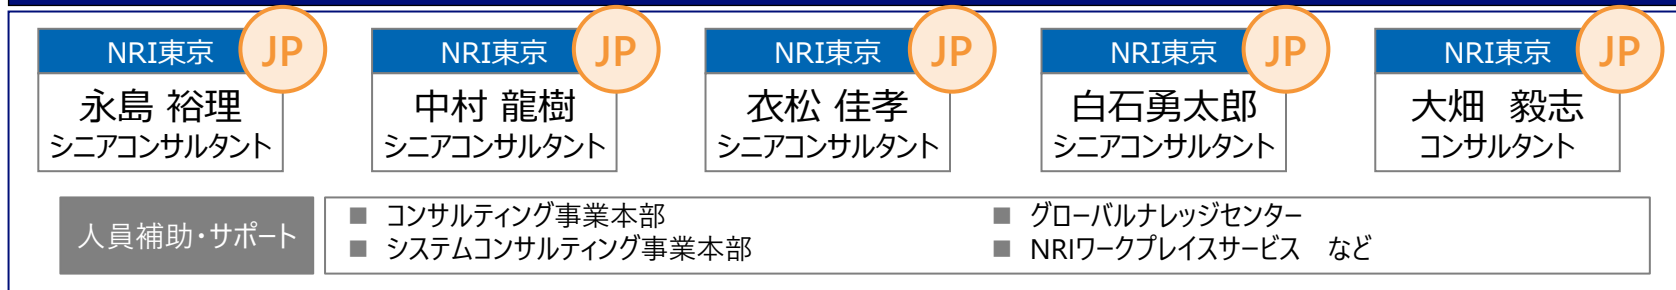 NRI東京 JP
永島 裕理
シニアコンサルタント
NRI東京 JP
中村 龍樹
シニアコンサルタント
NRI東京 JP
衣松 佳孝
シニアコンサルタント
NRI東京 JP
白石勇太郎
シニアコンサルタント
NRI東京 JP
大畑　毅志
コンサルタント
人員補助・サポート
■ コンサルティング事業本部
■ システムコンサルティング事業本部
■ グローバルナレッジセンター
■ NRIワークプレイスサービス　など